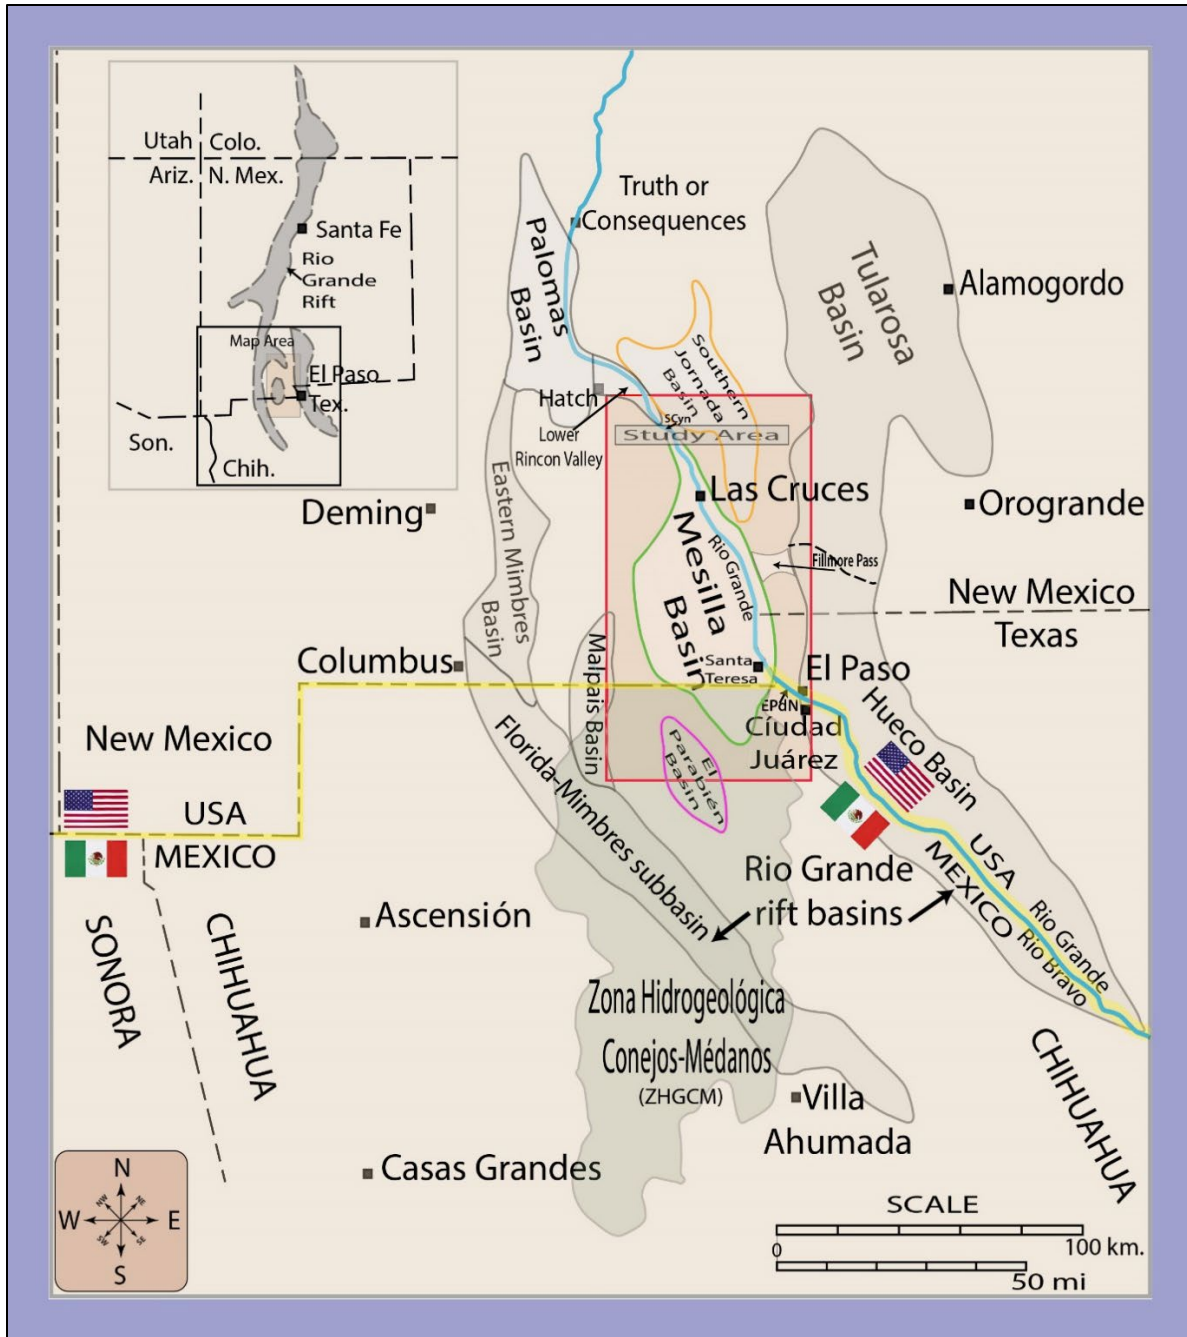 Utah
Colo.
Ariz.
N. Mex.
Santa Fe
Rio
Grande
Rift
Map Area
El Paso
Tex.
Son.
Chih.
Truth or
Consequences
Palomas
Basin
Tularosa
Basin
Alamogordo
Southern
Jornada
Basin
Hatch
Lower
Rincon Valley
SCyn
Study Area
Eastern Mimbres
Basin
Deming
Las Cruces
Orogrande
Mesilla
Basin
Rio Grande
Fillmore Pass
New Mexico
Texas
Columbus
Malpais Basin
Santa
Teresa
El Paso
EPdN
Cíudad
Juárez
Hueco Basin
New Mexico
USA
MEXICO
Florida-Mimbres subbasin
El
Parabién
Basin
USA
MEXICO
Rio Grande
rift basins
Rio Grande
Rio Bravo
SONORA
CHIHUAHUA
Ascensión
Zona Hidrogeológica
Conejos-Médanos
(ZHGCM)
CHIHUAHUA
Villa
Ahumada
Casas Grandes
N
NW
NE
W
E
SW
SE
S
SCALE
0
100 km.
50 mi